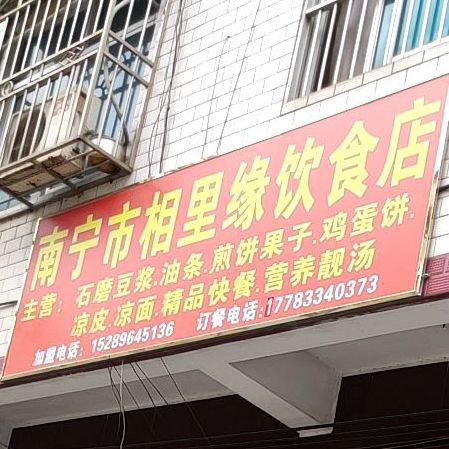 南宁市相里缘饮食店
主营：石磨豆浆.油条.煎饼果子.鸡蛋饼.
凉皮.凉面.精品快餐.营养靓汤
加盟电话：15289645136 订餐电话：17783340373